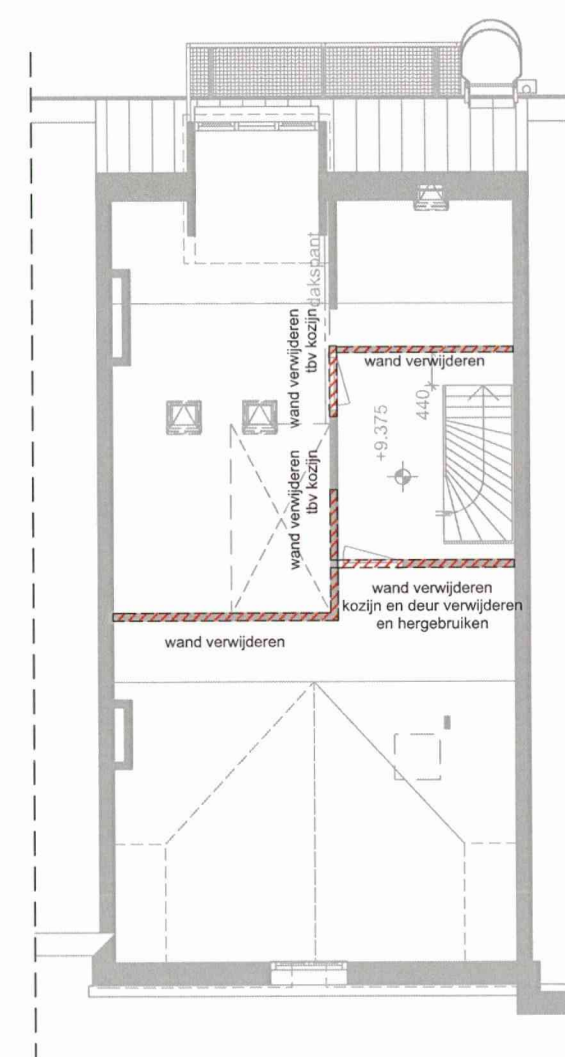 dakspant
wand verwijderen
tbv kozijn
wand verwijderen
+9.375
440
wand verwijderen
tbv kozijn
wand verwijderen
kozijn en deur verwijderen
en hergebruiken
wand verwijderen